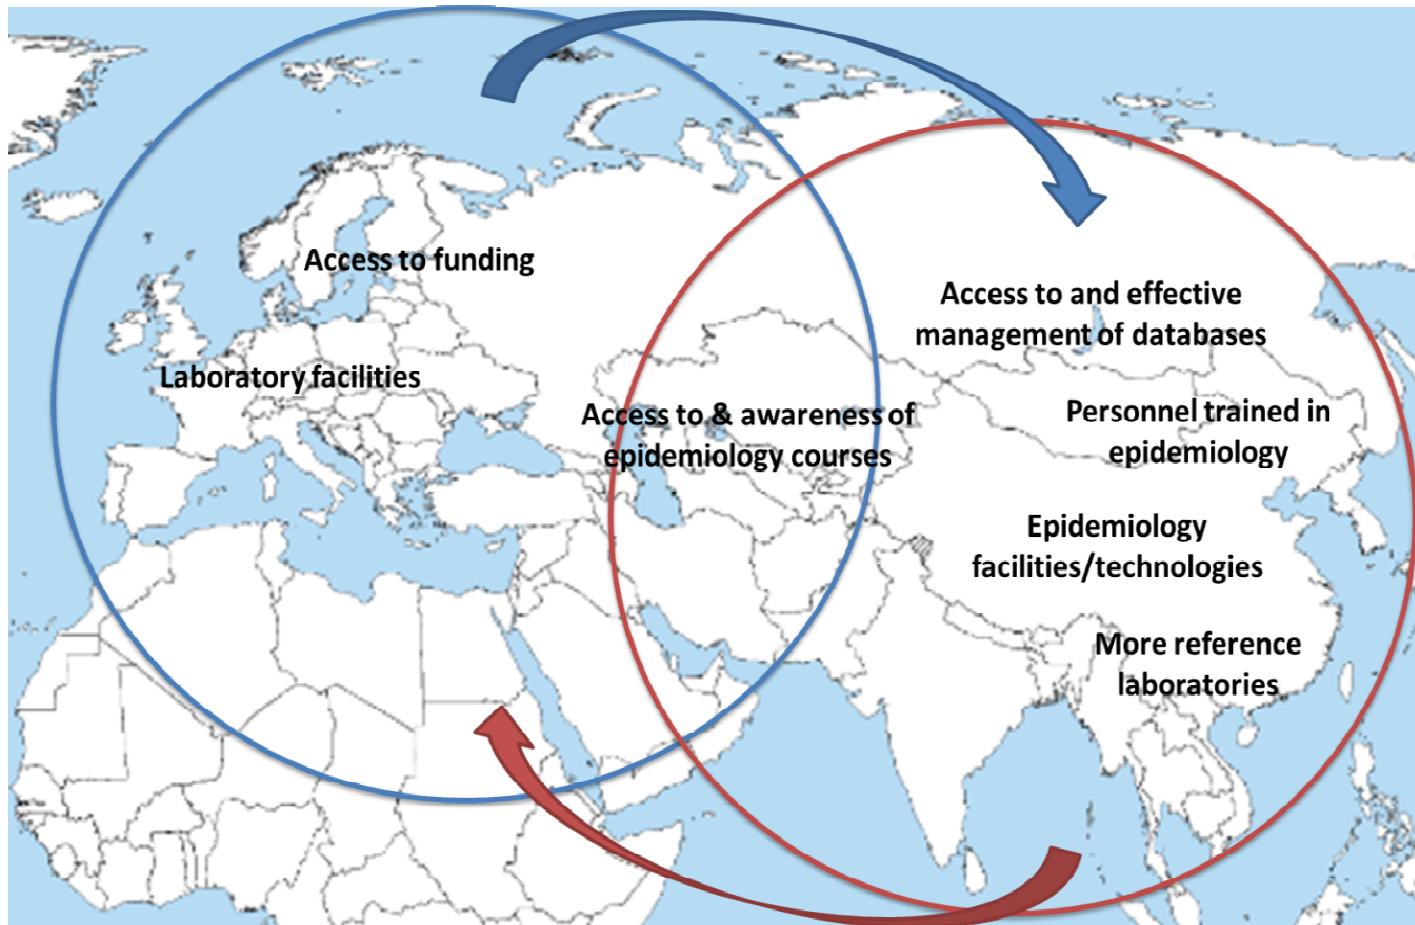 Access to funding
Laboratory facilities
Access to & awareness of
epidemiology courses
Access to and effective
management of databases
Personnel trained in
epidemiology
Epidemiology
facilities/technologies
More reference
laboratories